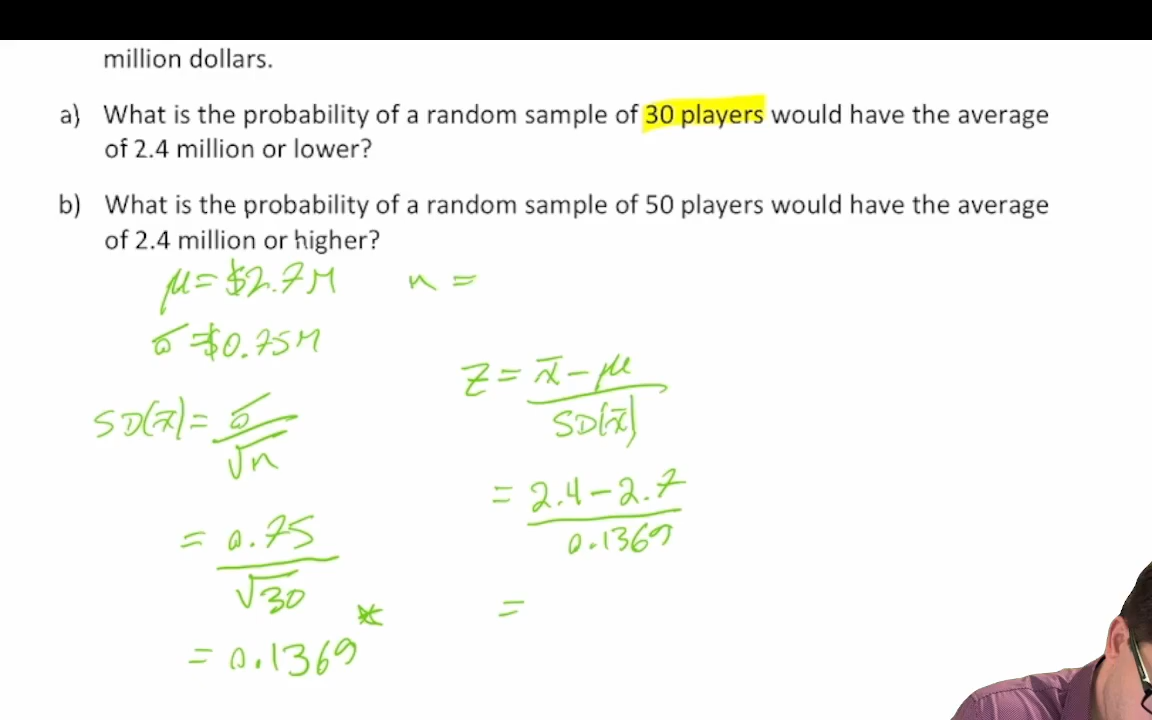 million dollars.
a) What is the probability of a random sample of 30 players would have the average
of 2.4 million or lower?
b) What is the probability of a random sample of 50 players would have the average
of 2.4 million or higher?
μ = $2.7M n =
σ = $0.75M
Z = x̄ - μ / SD(x̄)
SD(x̄) = σ / √n
= 2.4 - 2.7 / 0.1369
= 0.75 / √30
=
= 0.1369*